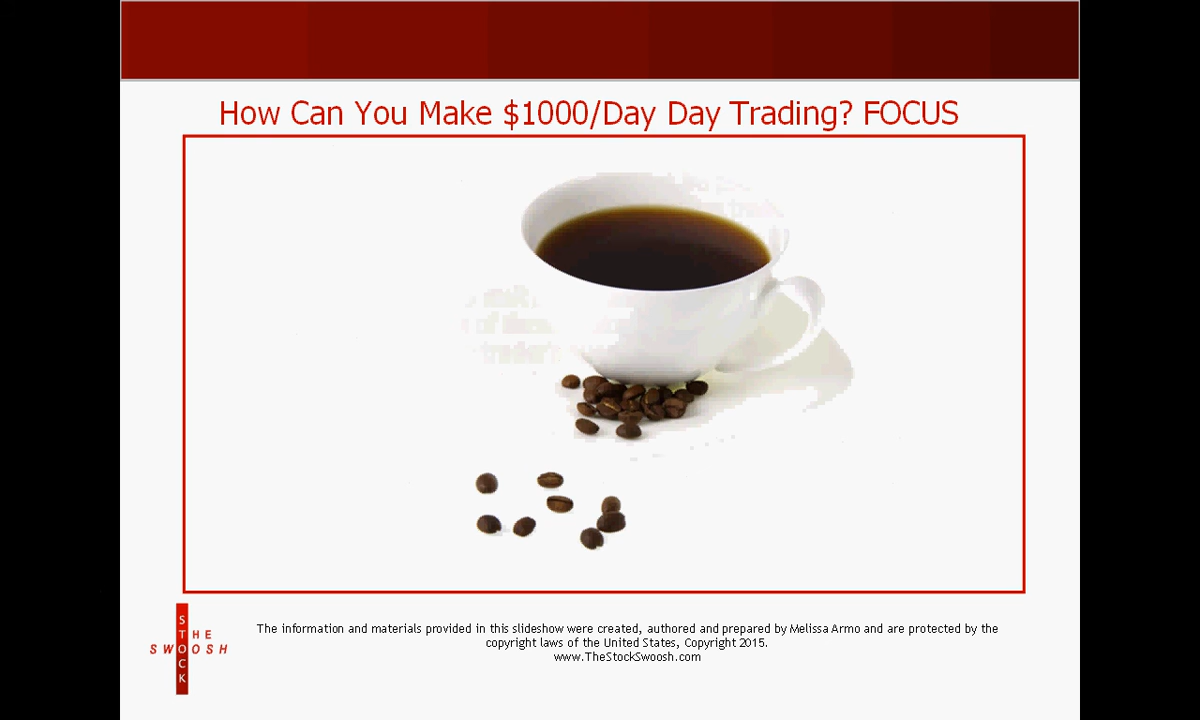 How Can You Make $1000/Day Day Trading? FOCUS
STOCK
THE
SWOOSH
The information and materials provided in this slideshow were created, authored and prepared by Melissa Armo and are protected by the
copyright laws of the United States, Copyright 2015.
www.TheStockSwoosh.com